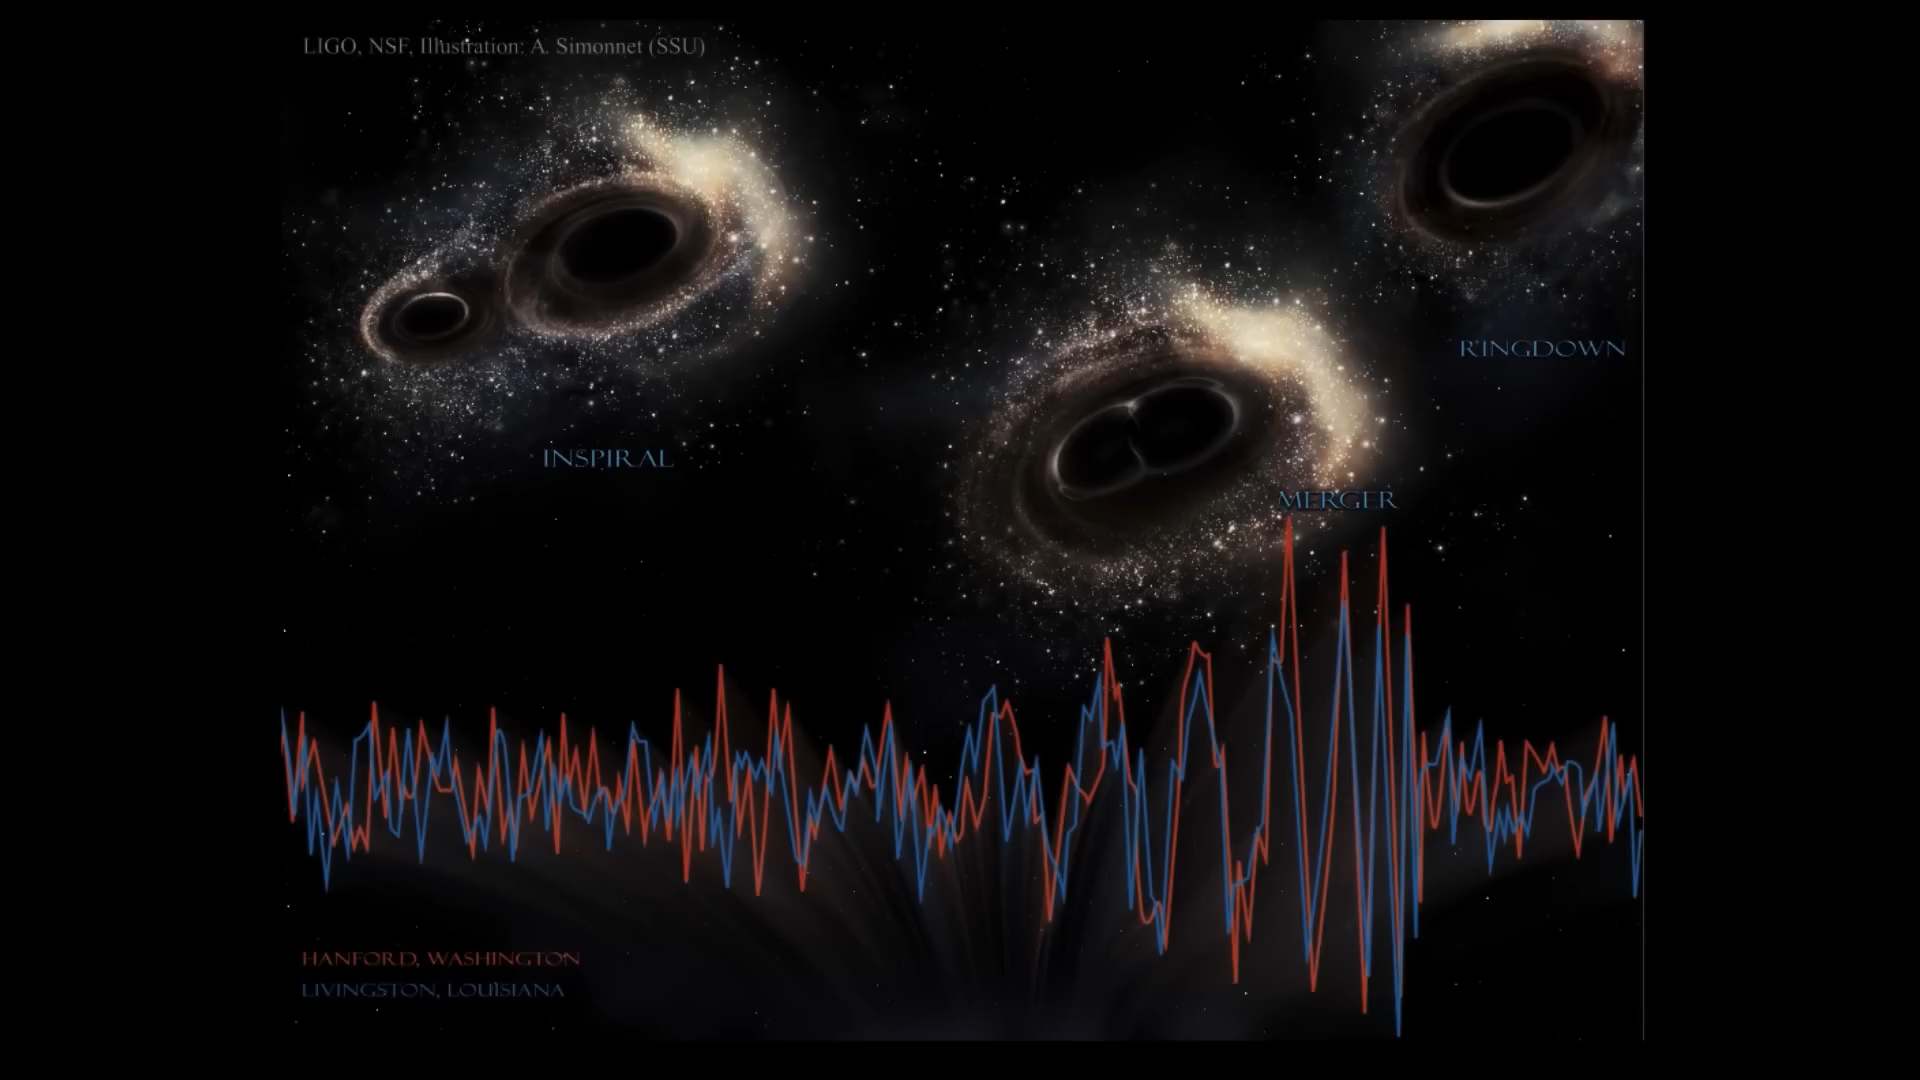 LIGO, NSF, Illustration: A. Simonnet (SSU)
RINGDOWN
INSPIRAL
MERGER
HANFORD, WASHINGTON
LIVINGSTON, LOUISIANA